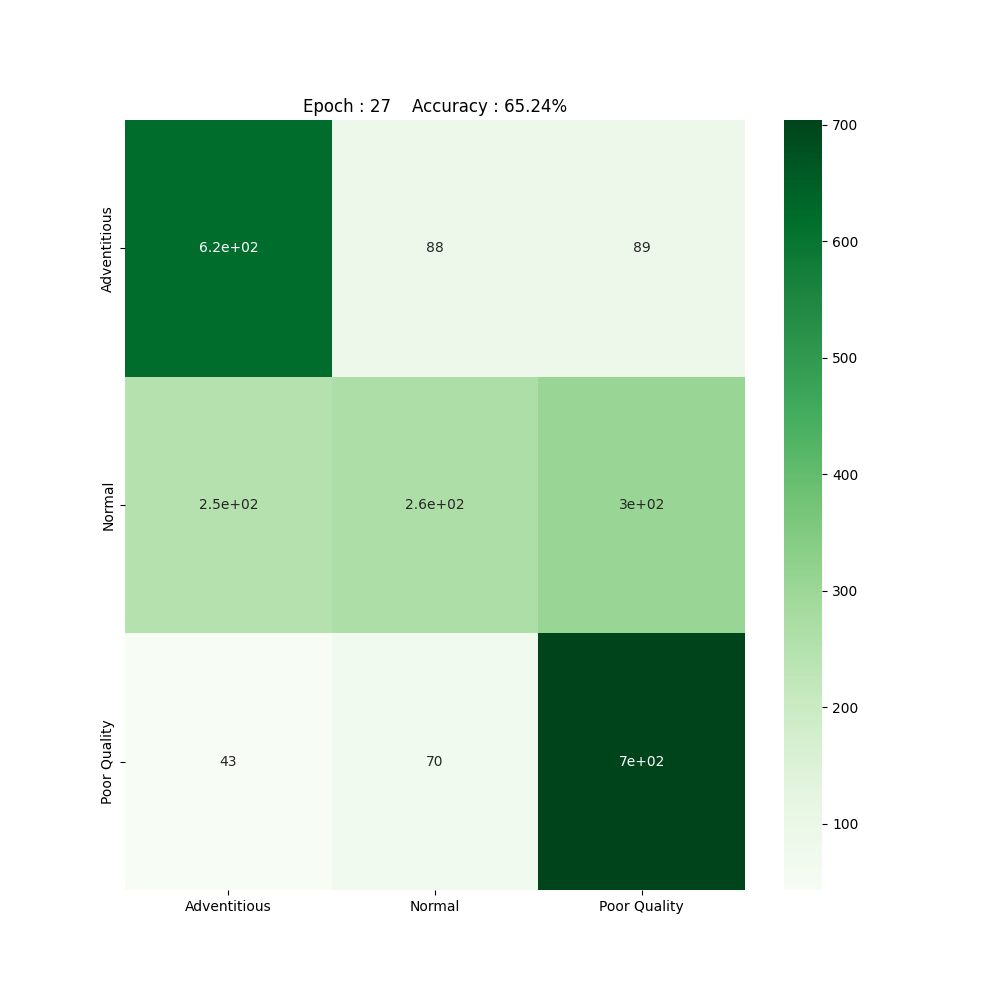 Epoch : 27    Accuracy : 65.24%
Adventitious
6.2e+02 88 89
Normal
2.5e+02 2.6e+02 3e+02
Poor Quality
43 70 7e+02
Adventitious Normal Poor Quality
700
600
500
400
300
200
100